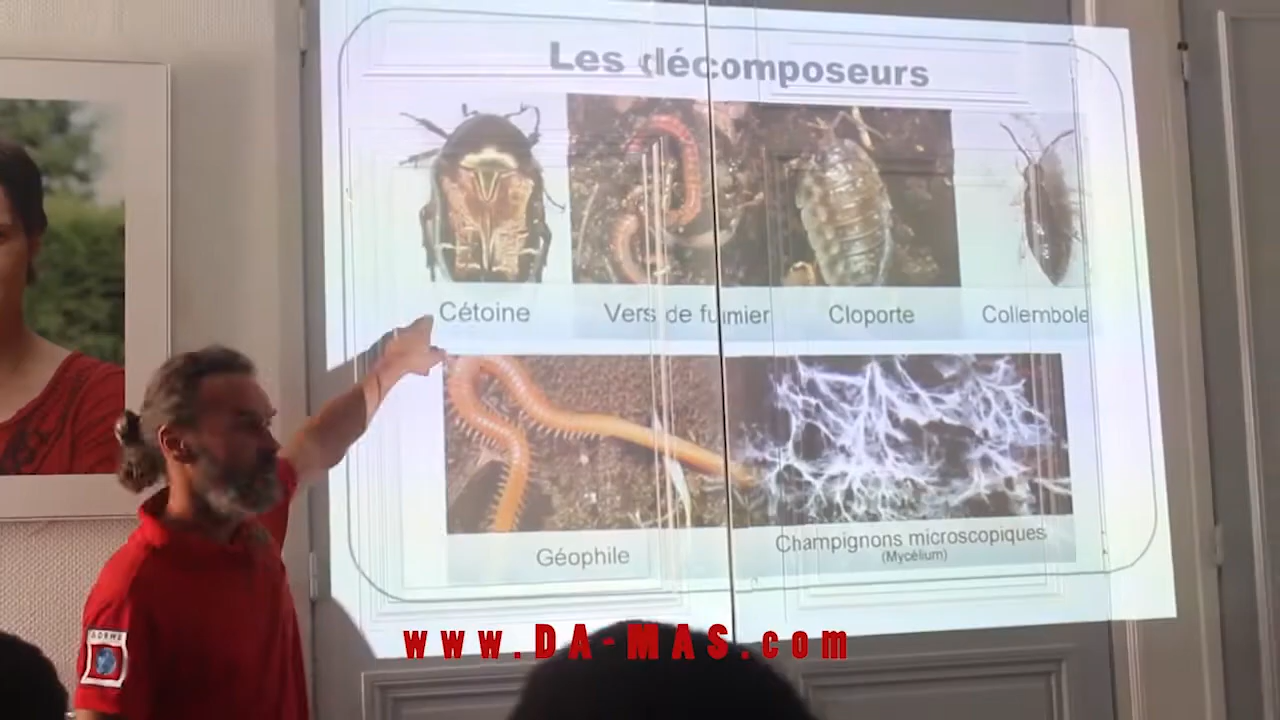 Les décomposeurs
Cétoine
Vers de fumier
Cloporte
Collembole
Géophile
Champignons microscopiques
(Mycélium)
www.DA-MAS.com